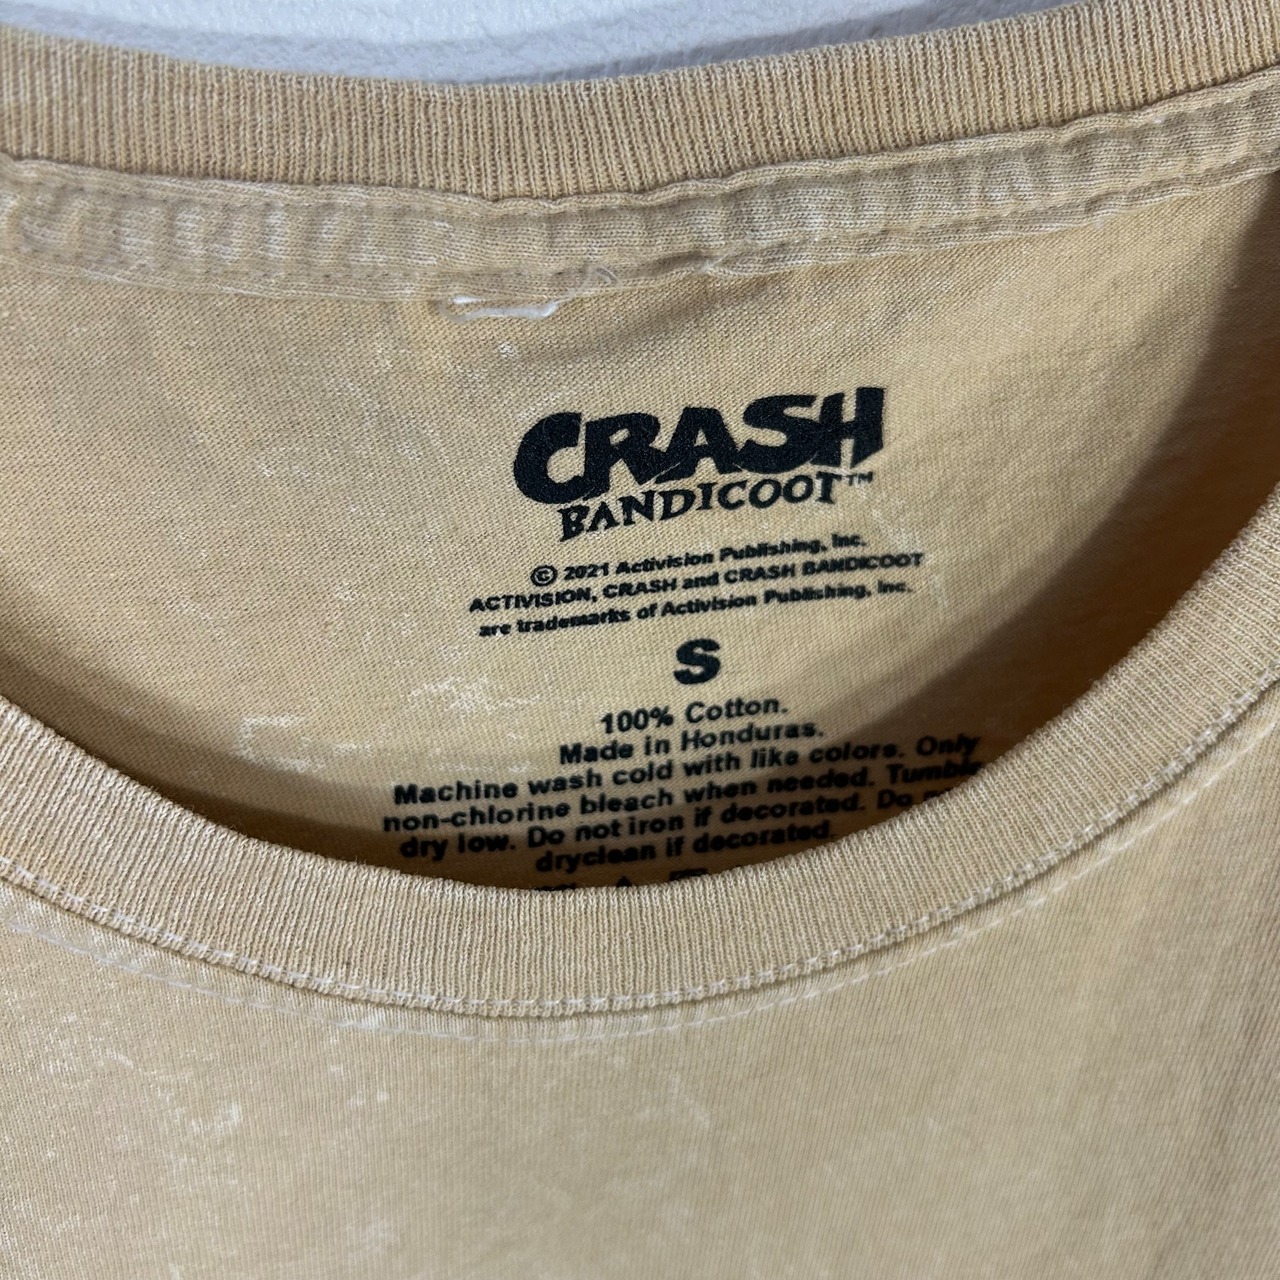 CRASH
BANDICOOT™
© 2021 Activision Publishing, Inc.
ACTIVISION, CRASH and CRASH BANDICOOT
are trademarks of Activision Publishing, Inc.
S
100% Cotton.
Made in Honduras.
Machine wash cold with like colors. Only
non-chlorine bleach when needed. Tumble
dry low. Do not iron if decorated. Do
dryclean if decorated.